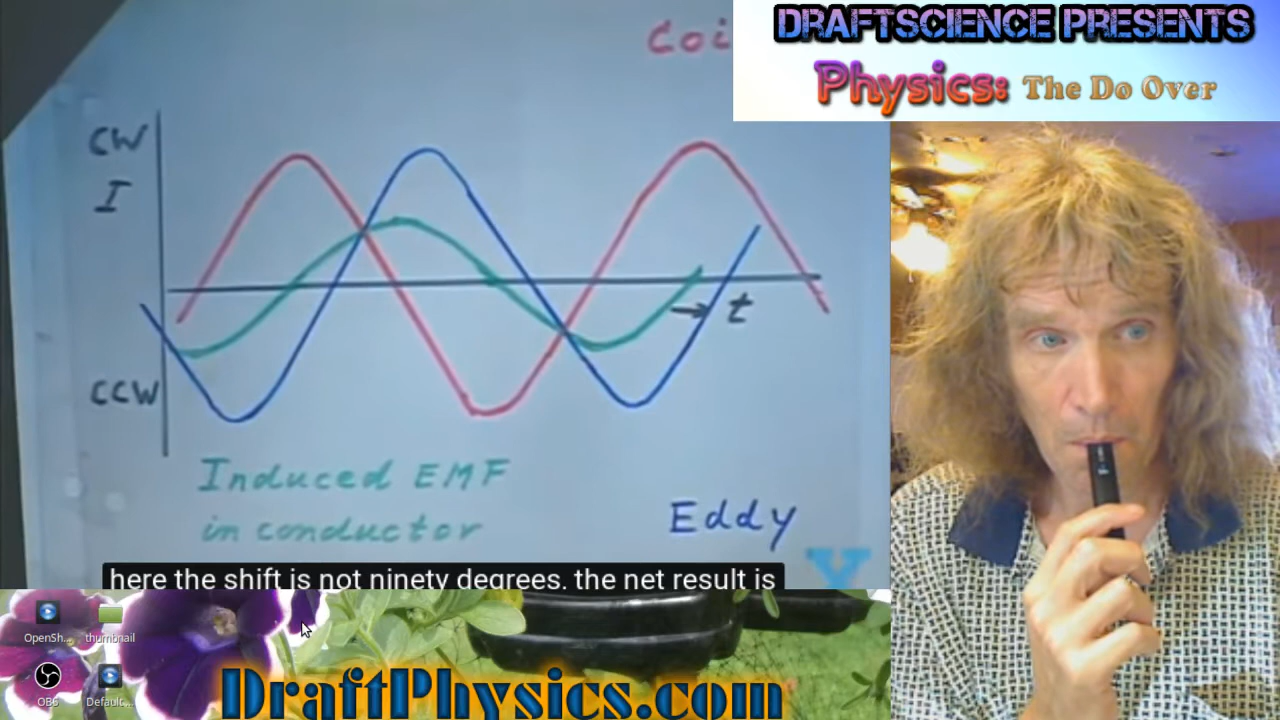 Coi
DRAFTSCIENCE PRESENTS
Physics: The Do Over
CW
I
t
CCW
Induced EMF
in conductor
Eddy
here the shift is not ninety degrees. the net result is
OpenSh...
thumbnail
OBS
Default...
DraftPhysics.com